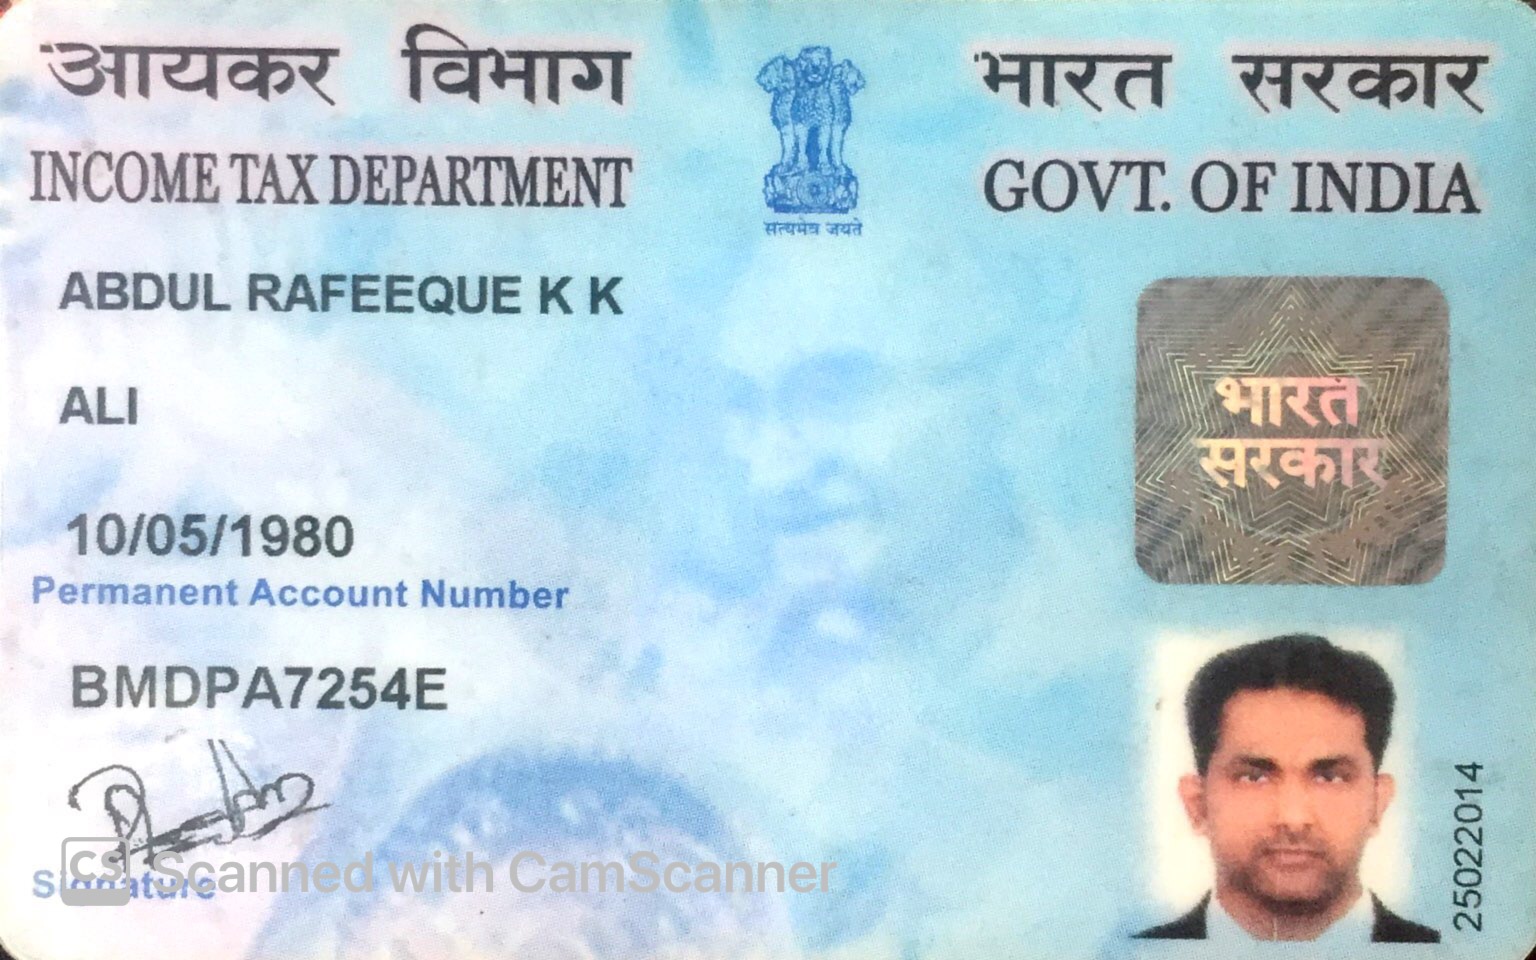 आयकर विभाग
INCOME TAX DEPARTMENT
सत्यमेव जयते
भारत सरकार
GOVT. OF INDIA
ABDUL RAFEEQUE K K
ALI
10/05/1980
Permanent Account Number
BMDPA7254E
Signature
भारत
सरकार
25022014
CS Scanned with CamScanner